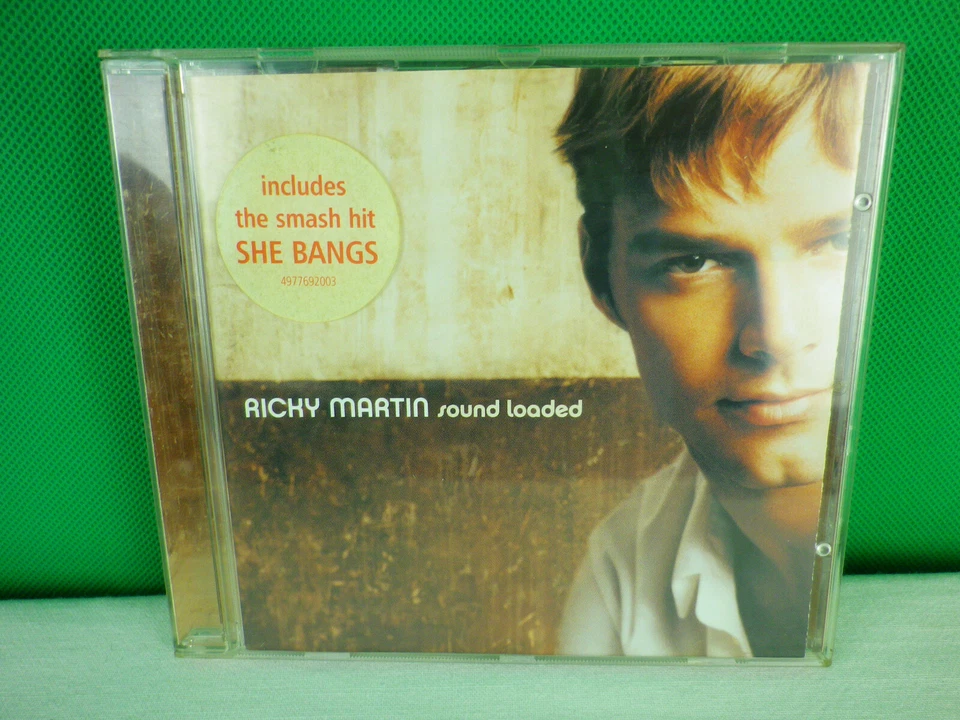 includes
the smash hit
SHE BANGS
4977692003
RICKY MARTIN sound loaded